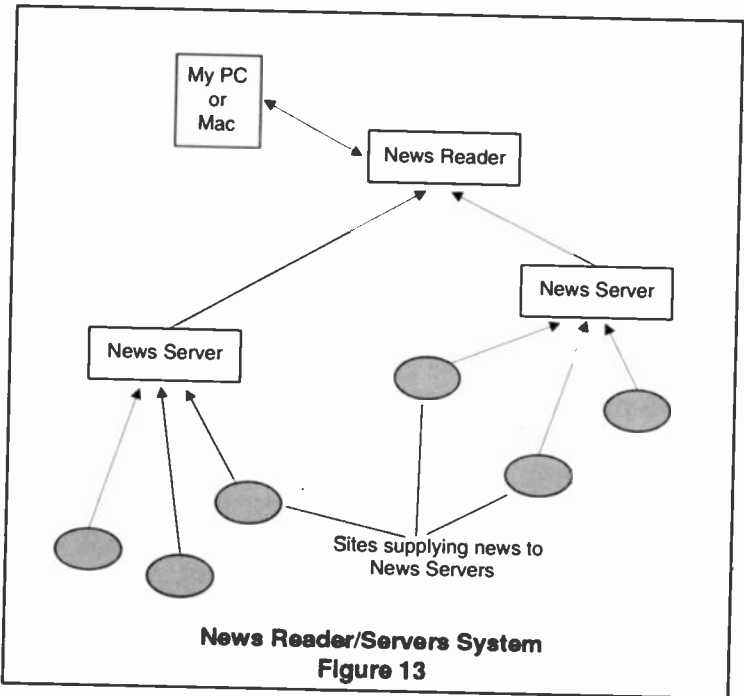 My PC
or
Mac
News Reader
News Server
News Server
Sites supplying news to
News Servers
News Reader/Servers System
Figure 13